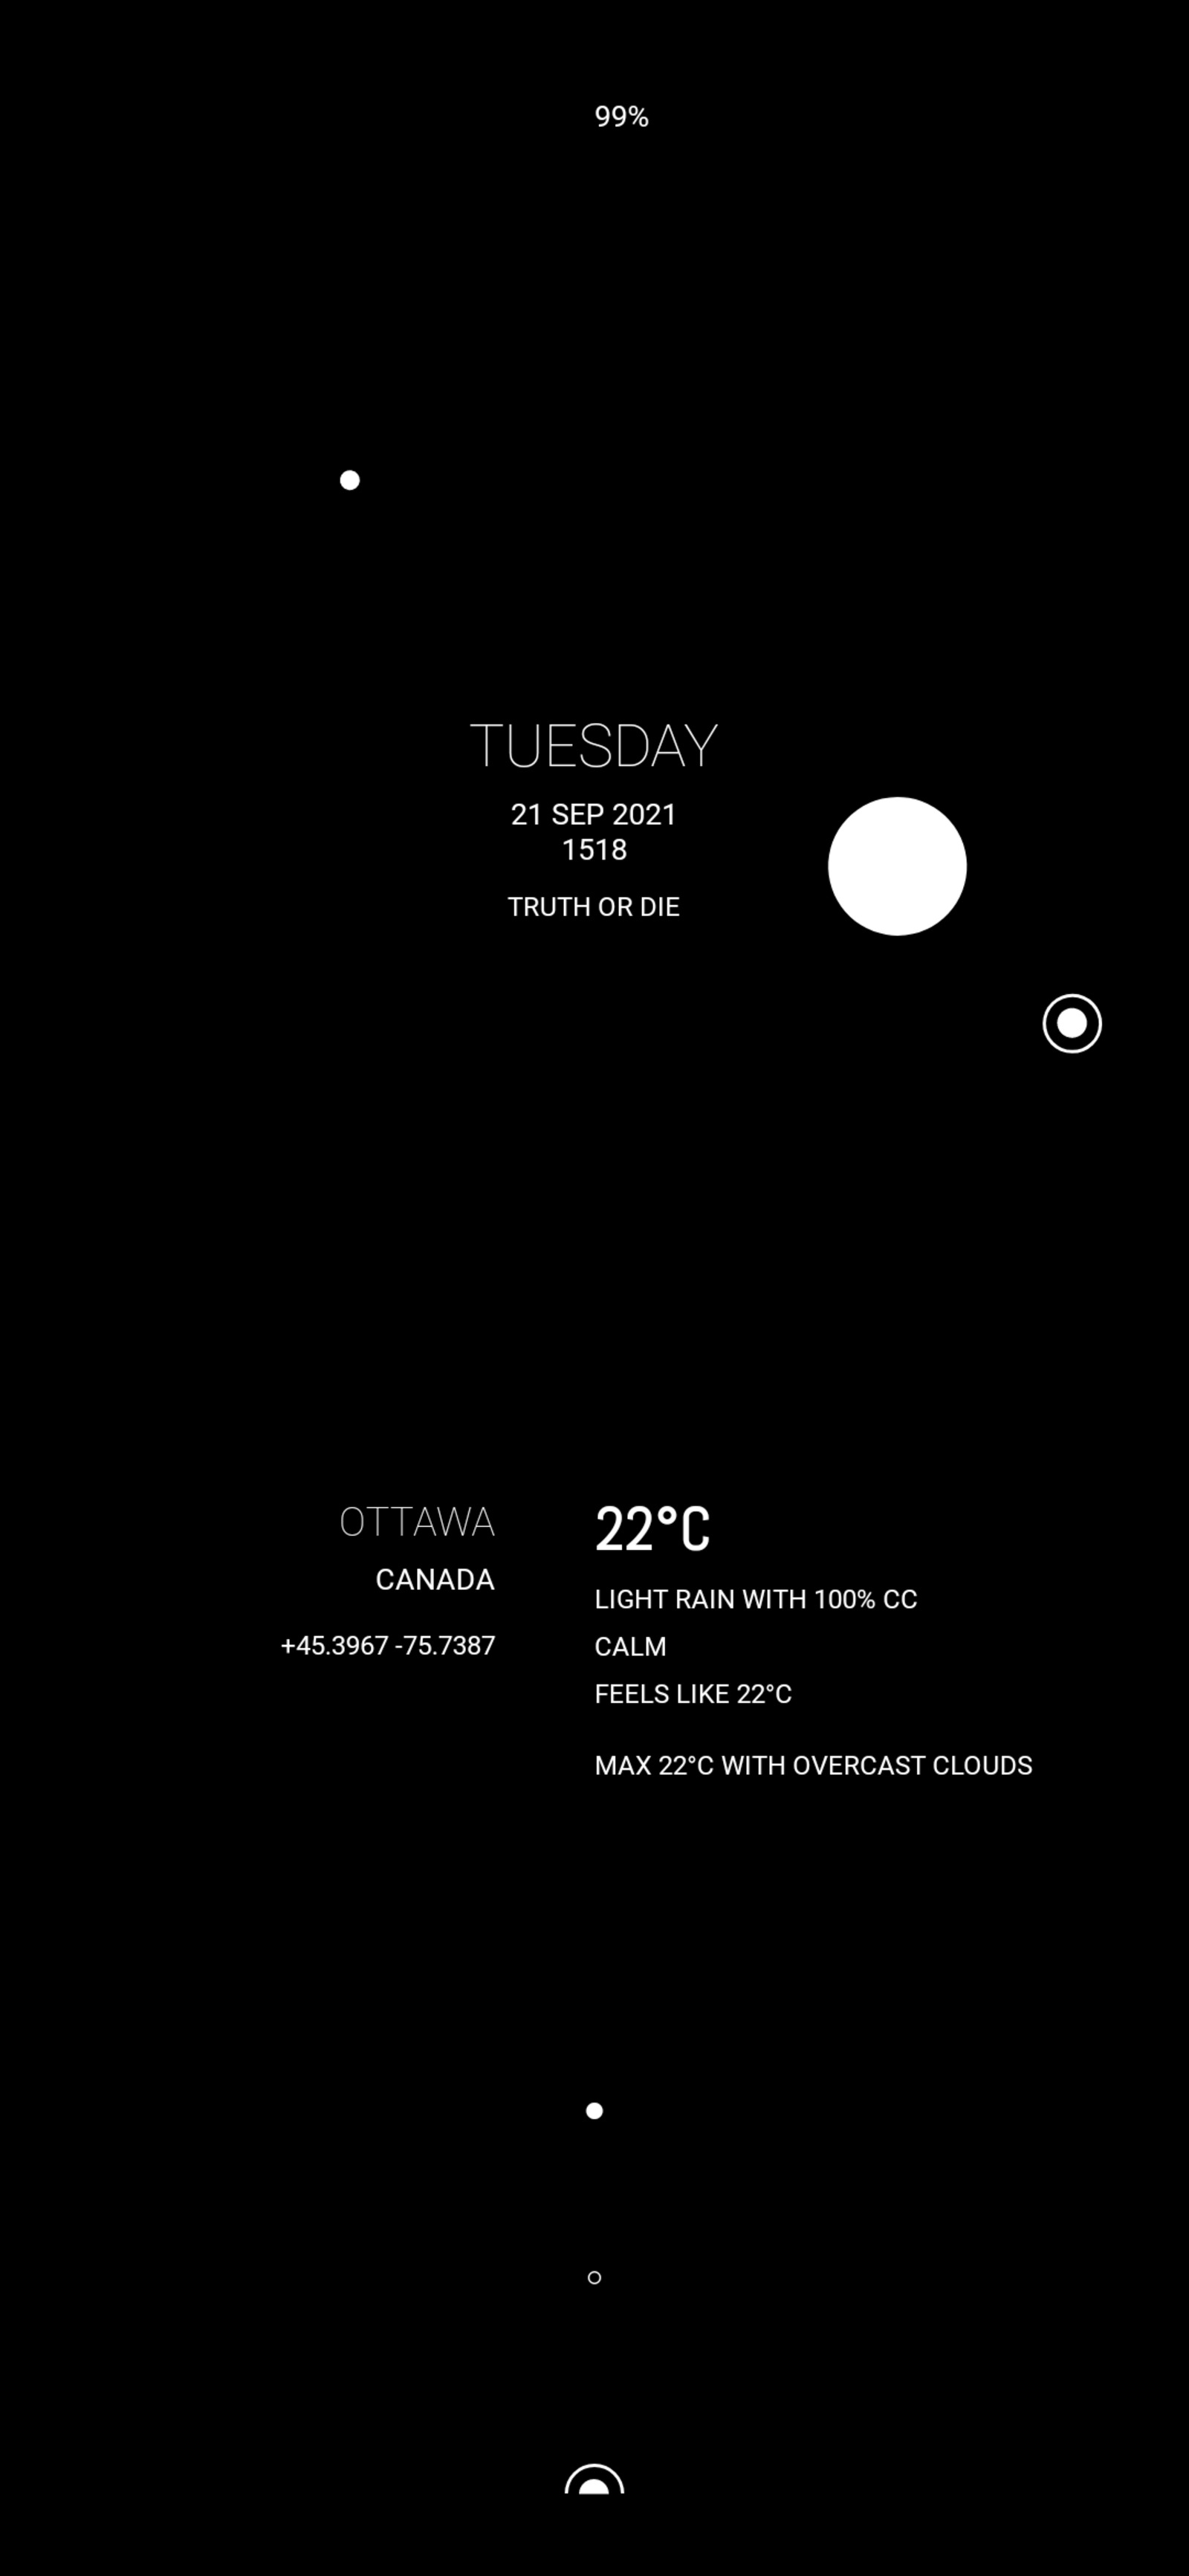 99%
TUESDAY
21 SEP 2021
1518
TRUTH OR DIE
OTTAWA
CANADA
+45.3967 -75.7387
22°C
LIGHT RAIN WITH 100% CC
CALM
FEELS LIKE 22°C
MAX 22°C WITH OVERCAST CLOUDS